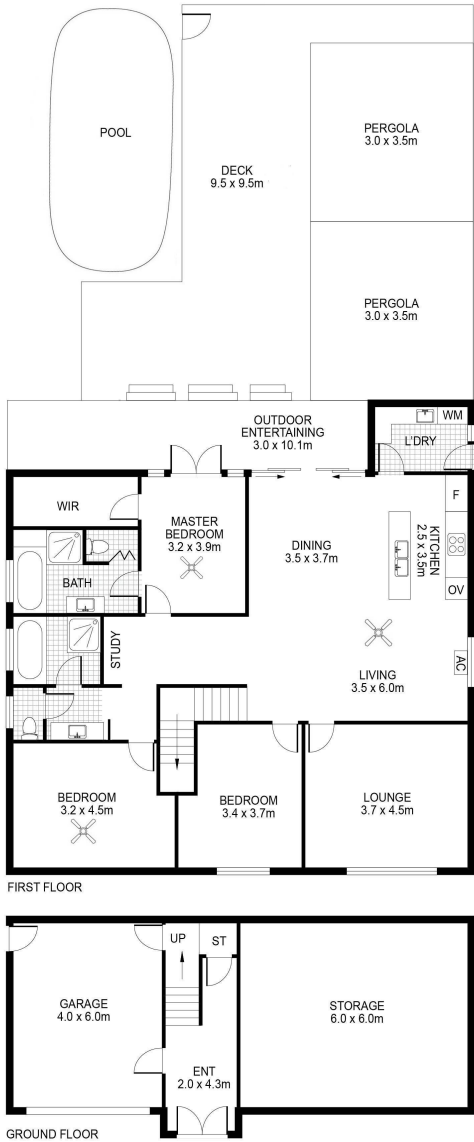 POOL
DECK
9.5 x 9.5m
PERGOLA
3.0 x 3.5m
PERGOLA
3.0 x 3.5m
OUTDOOR
ENTERTAINING
3.0 x 10.1m
WM
L'DRY
WIR
MASTER
BEDROOM
3.2 x 3.9m
DINING
3.5 x 3.7m
F
KITCHEN
2.5 x 3.5m
OV
BATH
STUDY
LIVING
3.5 x 6.0m
AC
BEDROOM
3.2 x 4.5m
BEDROOM
3.4 x 3.7m
LOUNGE
3.7 x 4.5m
FIRST FLOOR
UP
ST
GARAGE
4.0 x 6.0m
STORAGE
6.0 x 6.0m
ENT
2.0 x 4.3m
GROUND FLOOR